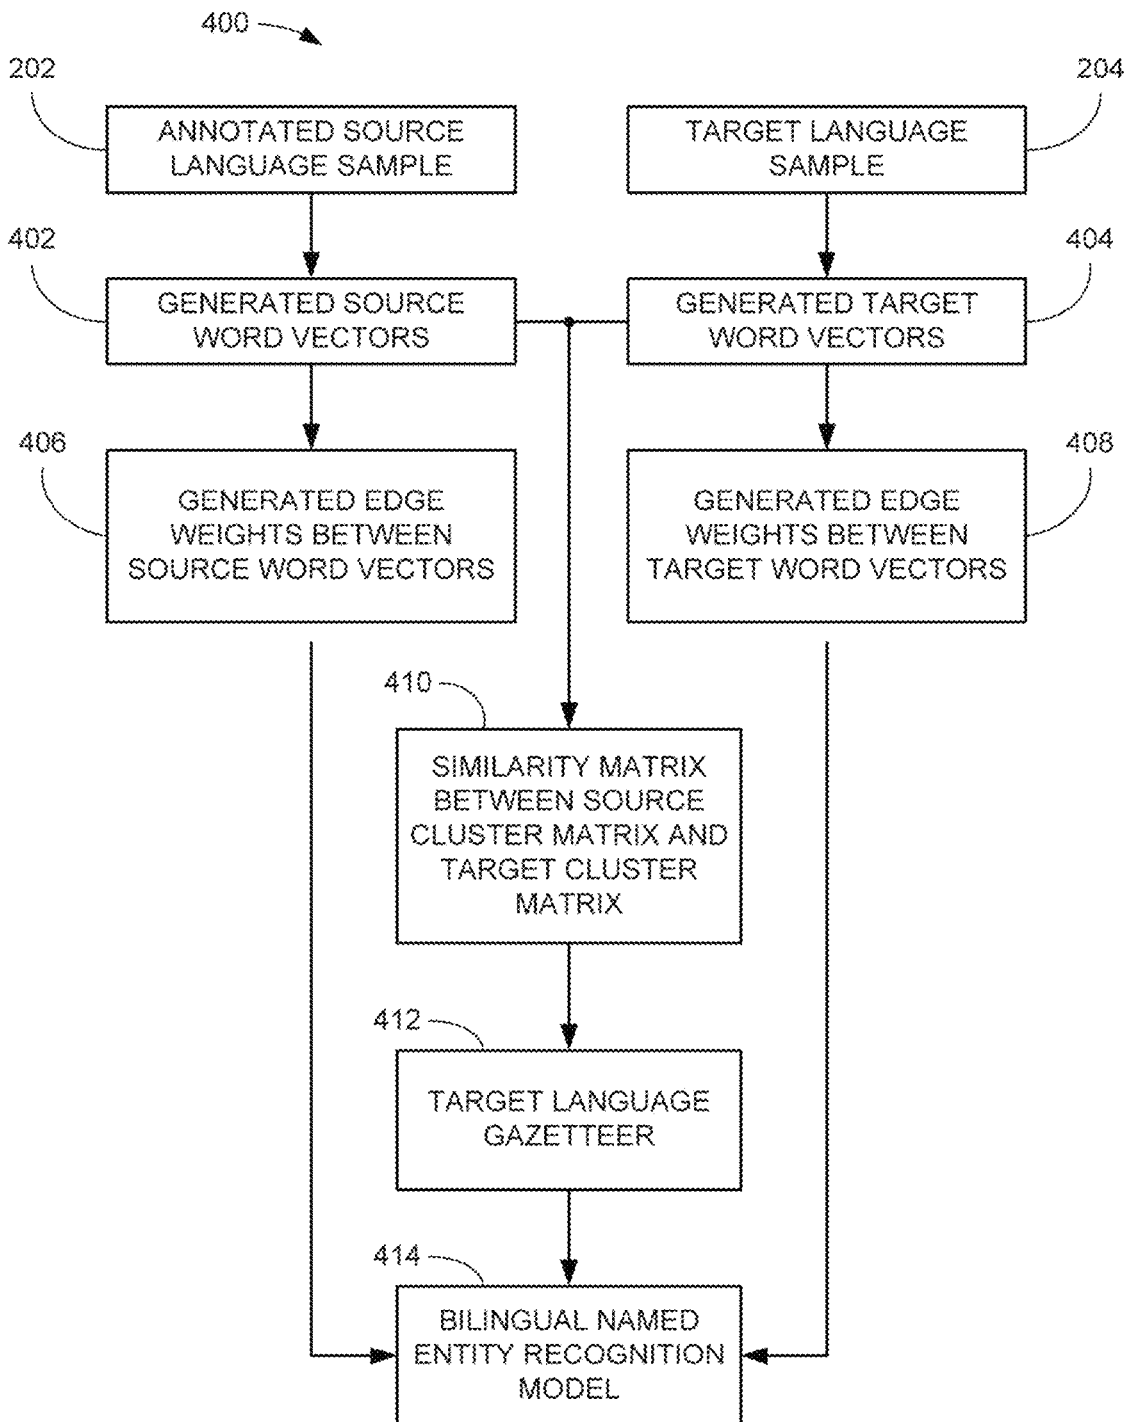 400
202
204
ANNOTATED SOURCE
LANGUAGE SAMPLE
TARGET LANGUAGE
SAMPLE
402
404
GENERATED SOURCE
WORD VECTORS
GENERATED TARGET
WORD VECTORS
406
408
GENERATED EDGE
WEIGHTS BETWEEN
SOURCE WORD VECTORS
GENERATED EDGE
WEIGHTS BETWEEN
TARGET WORD VECTORS
410
SIMILARITY MATRIX
BETWEEN SOURCE
CLUSTER MATRIX AND
TARGET CLUSTER
MATRIX
412
TARGET LANGUAGE
GAZETTEER
414
BILINGUAL NAMED
ENTITY RECOGNITION
MODEL